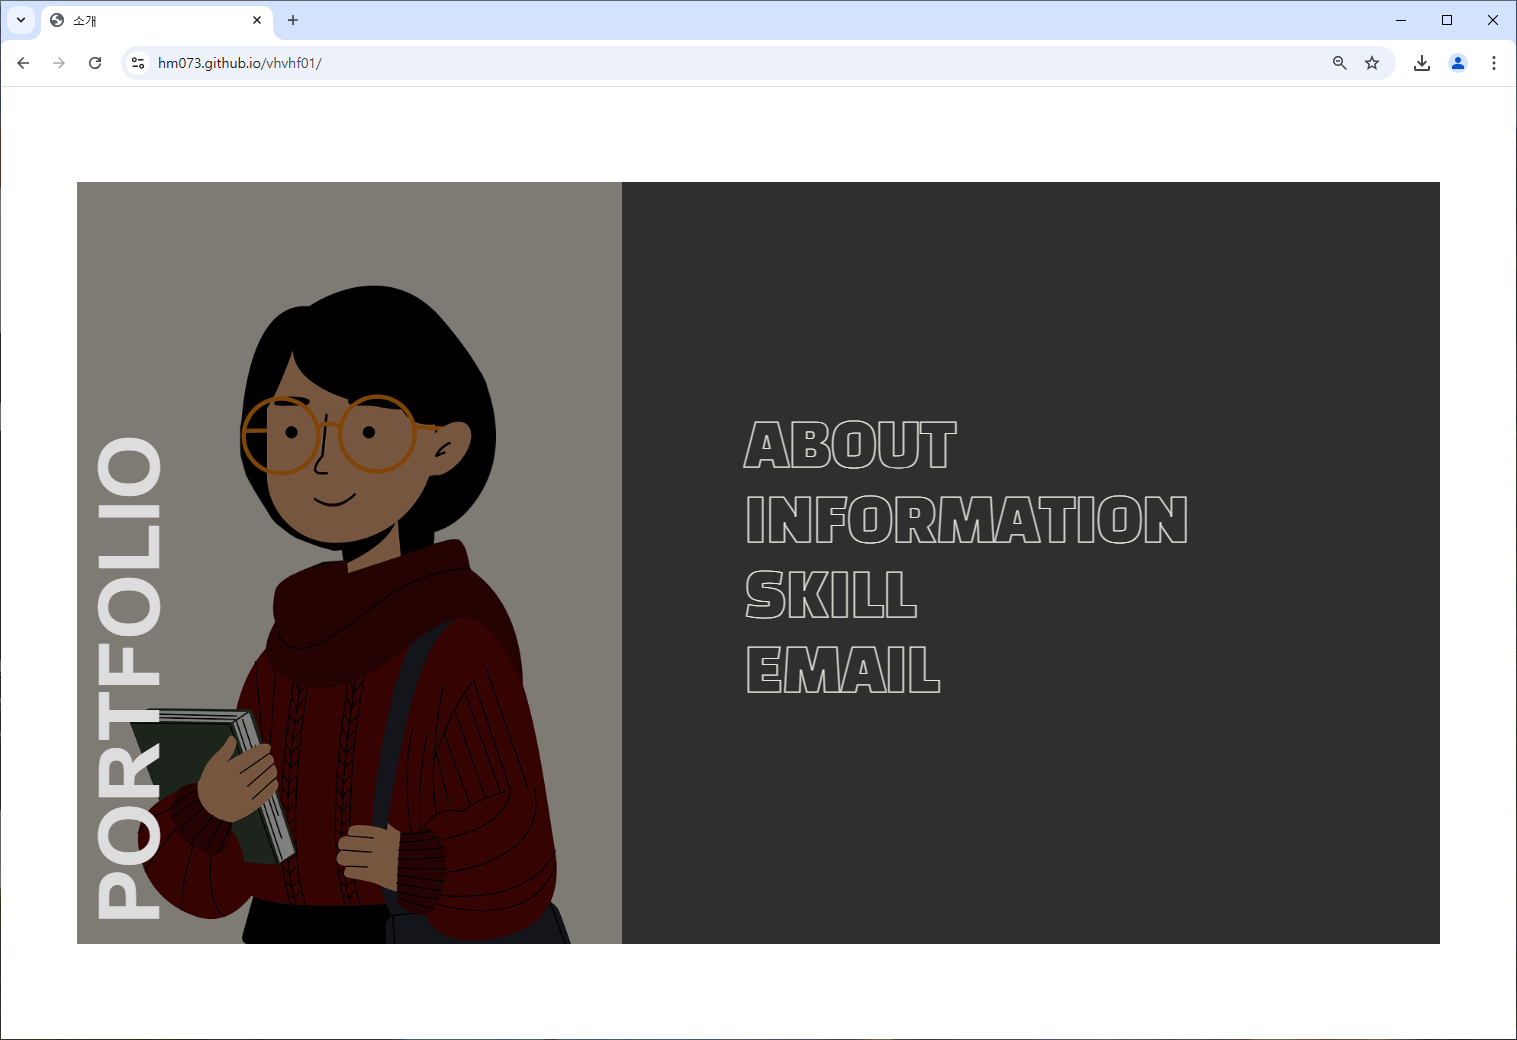 소개
hm073.github.io/vhvhf01/
PORTFOLIO
ABOUT
INFORMATION
SKILL
EMAIL